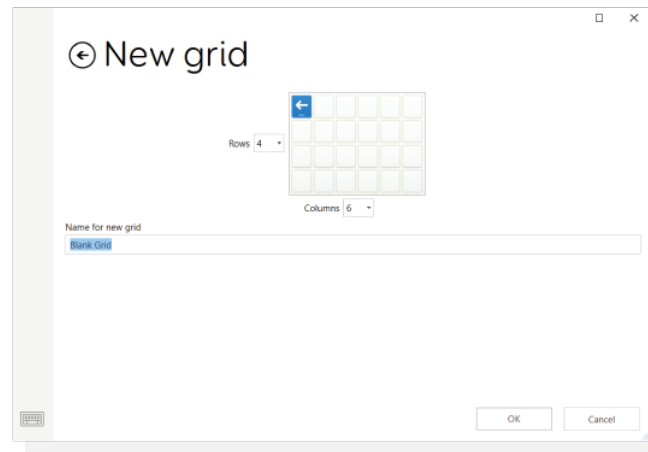 New grid
Rows 4
Columns 6
Name for new grid
Blank Grid
OK Cancel